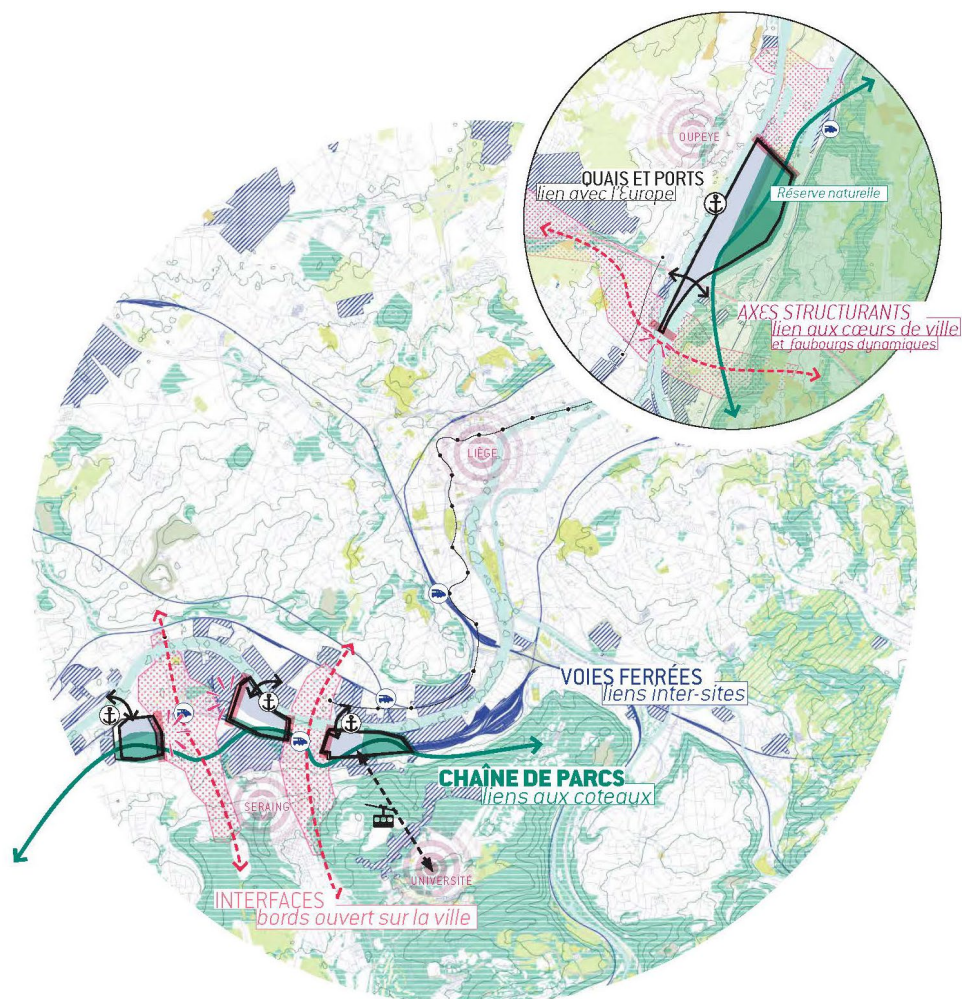 OUPEYE
QUAIS ET PORTS
lien avec l'Europe
Réserve naturelle
AXES STRUCTURANTS
lien aux cœurs de ville
et faubourgs dynamiques
LIÈGE
VOIES FERRÉES
liens inter-sites
CHAÎNE DE PARCS
liens aux coteaux
SERAING
UNIVERSITÉ
INTERFACES
bords ouvert sur la ville